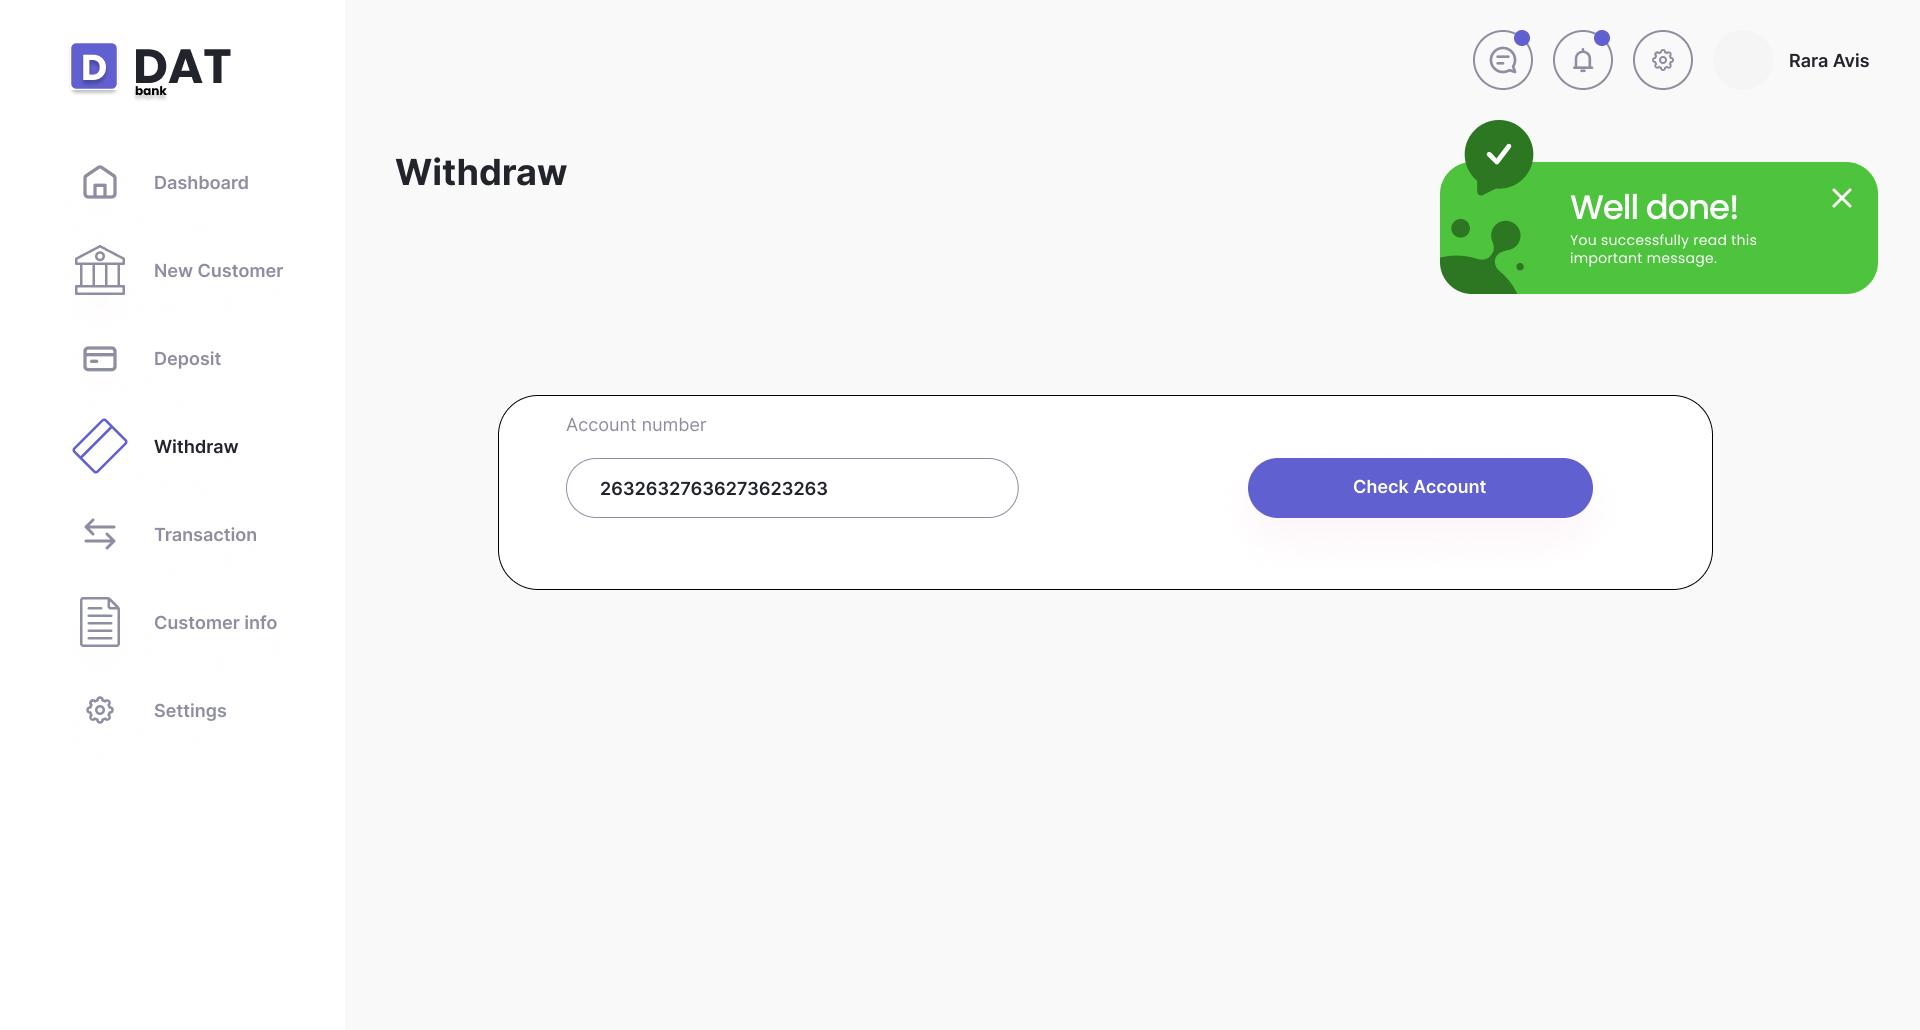 D DAT
bank
Rara Avis
Dashboard
New Customer
Deposit
Withdraw
Transaction
Customer info
Settings
Withdraw
Well done!
You successfully read this
important message.
Account number
26326327636273623263
Check Account